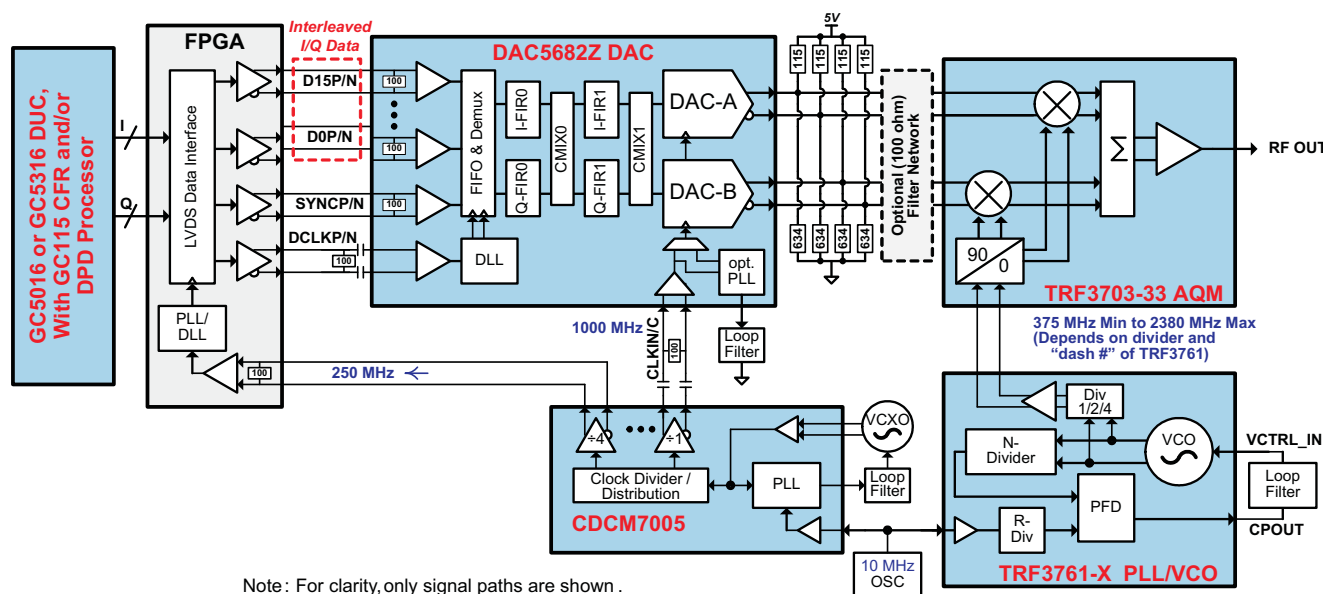 GC5016 or GC5316 DUC,
With GC115 CFR and/or
DPD Processor
I
Q
FPGA
LVDS Data Interface
PLL/
DLL
100
Interleaved
I/Q Data
D15P/N
D0P/N
SYNCP/N
DCLKP/N
100
100
100
100
DAC5682Z DAC
FIFO & Demux
DLL
I-FIR0
Q-FIR0
CMIX0
I-FIR1
Q-FIR1
CMIX1
DAC-A
DAC-B
opt.
PLL
Loop
Filter
1000 MHz
CLKIN/C
100
250 MHz
5V
115
115
115
115
634
634
634
634
Optional (100 ohm)
Filter Network
Σ
RF OUT
90
0
TRF3703-33 AQM
375 MHz Min to 2380 MHz Max
(Depends on divider and
“dash #” of TRF3761)
÷4
÷1
VCXO
Clock Divider /
Distribution
PLL
Loop
Filter
CDCM7005
Div
1/2/4
N-
Divider
VCO
VCTRL_IN
Loop
Filter
PFD
R-
Div
CPOUT
TRF3761-X PLL/VCO
10 MHz
OSC
Note: For clarity, only signal paths are shown .